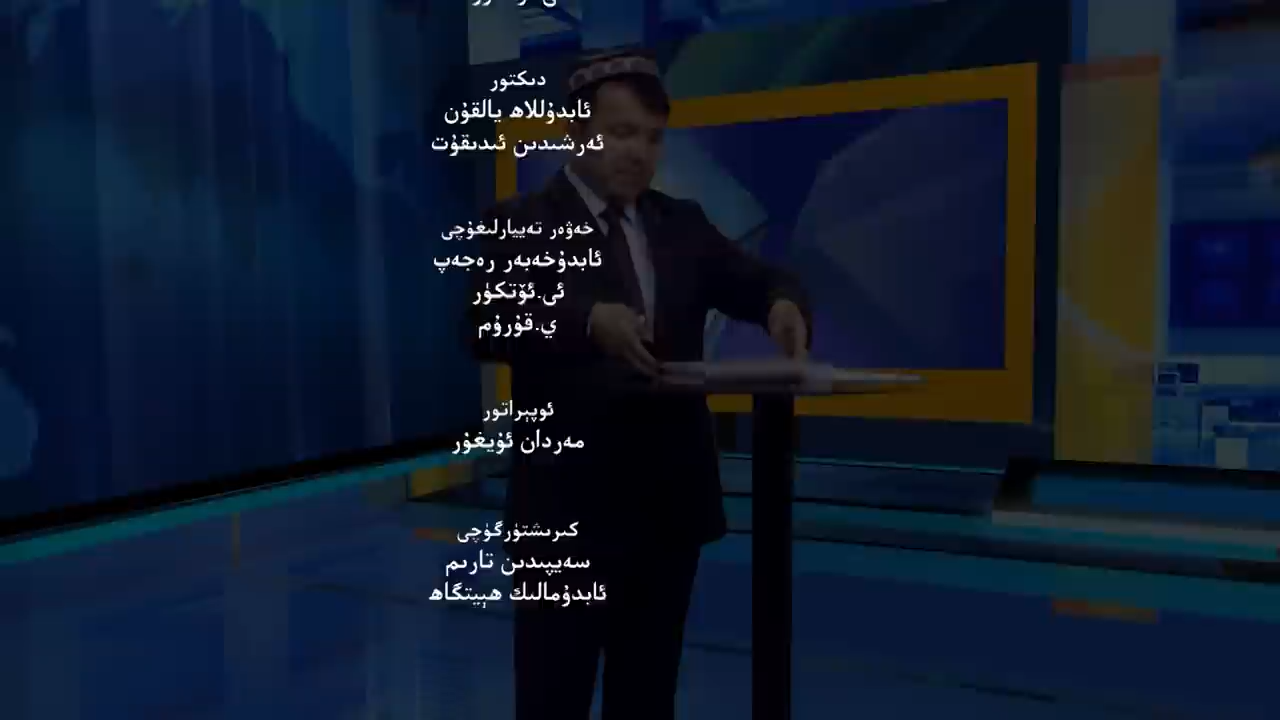 دىكتور
ئابدۇللاھ يالقۇن
ئەرشىدىن ئىدىقۇت
خەۋەر تەييارلىغۇچى
ئابدۇخەبەر رەجەپ
ئى.ئۆتكۈر
ي.قۇرۇم
ئوپېراتور
مەردان ئۇيغۇر
كىرىشتۈرگۈچى
سەيپىدىن تارىم
ئابدۇمالىك ھېيتگاھ